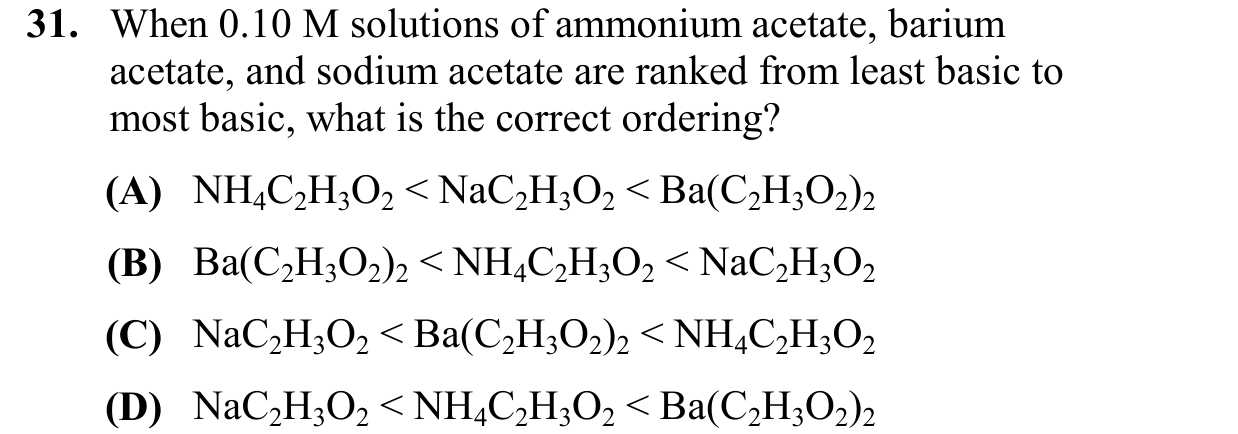 31. When 0.10 M solutions of ammonium acetate, barium
acetate, and sodium acetate are ranked from least basic to
most basic, what is the correct ordering?
(A) NH₄C₂H₃O₂ < NaC₂H₃O₂ < Ba(C₂H₃O₂)₂
(B) Ba(C₂H₃O₂)₂ < NH₄C₂H₃O₂ < NaC₂H₃O₂
(C) NaC₂H₃O₂ < Ba(C₂H₃O₂)₂ < NH₄C₂H₃O₂
(D) NaC₂H₃O₂ < NH₄C₂H₃O₂ < Ba(C₂H₃O₂)₂